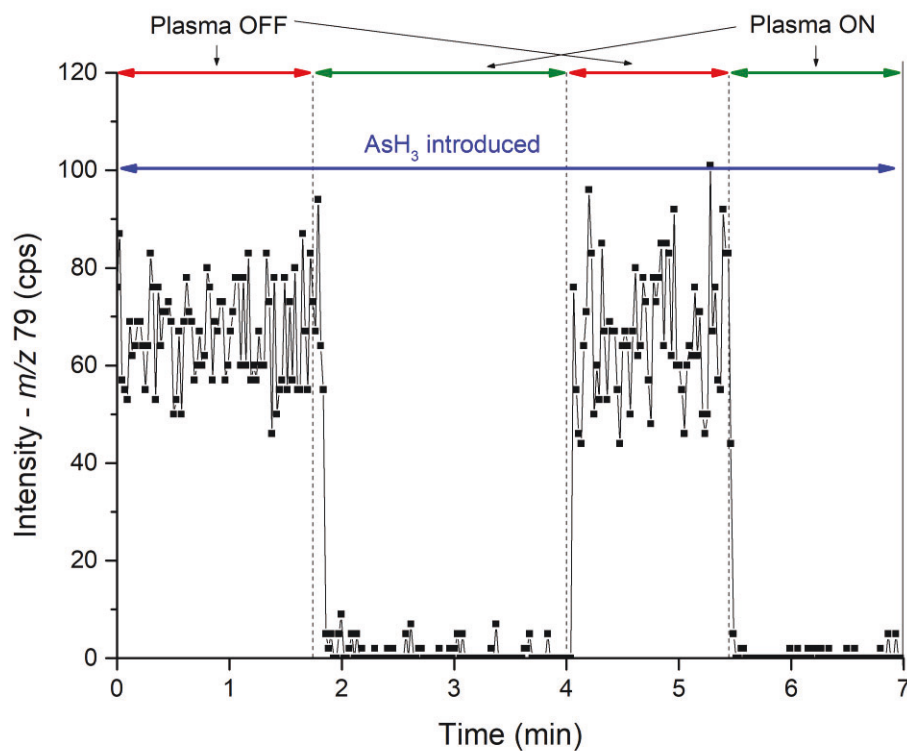 Plasma OFF Plasma ON
120
AsH₃ introduced
100
80
60
40
20
0
0 1 2 3 4 5 6 7
Intensity - m/z 79 (cps)
Time (min)